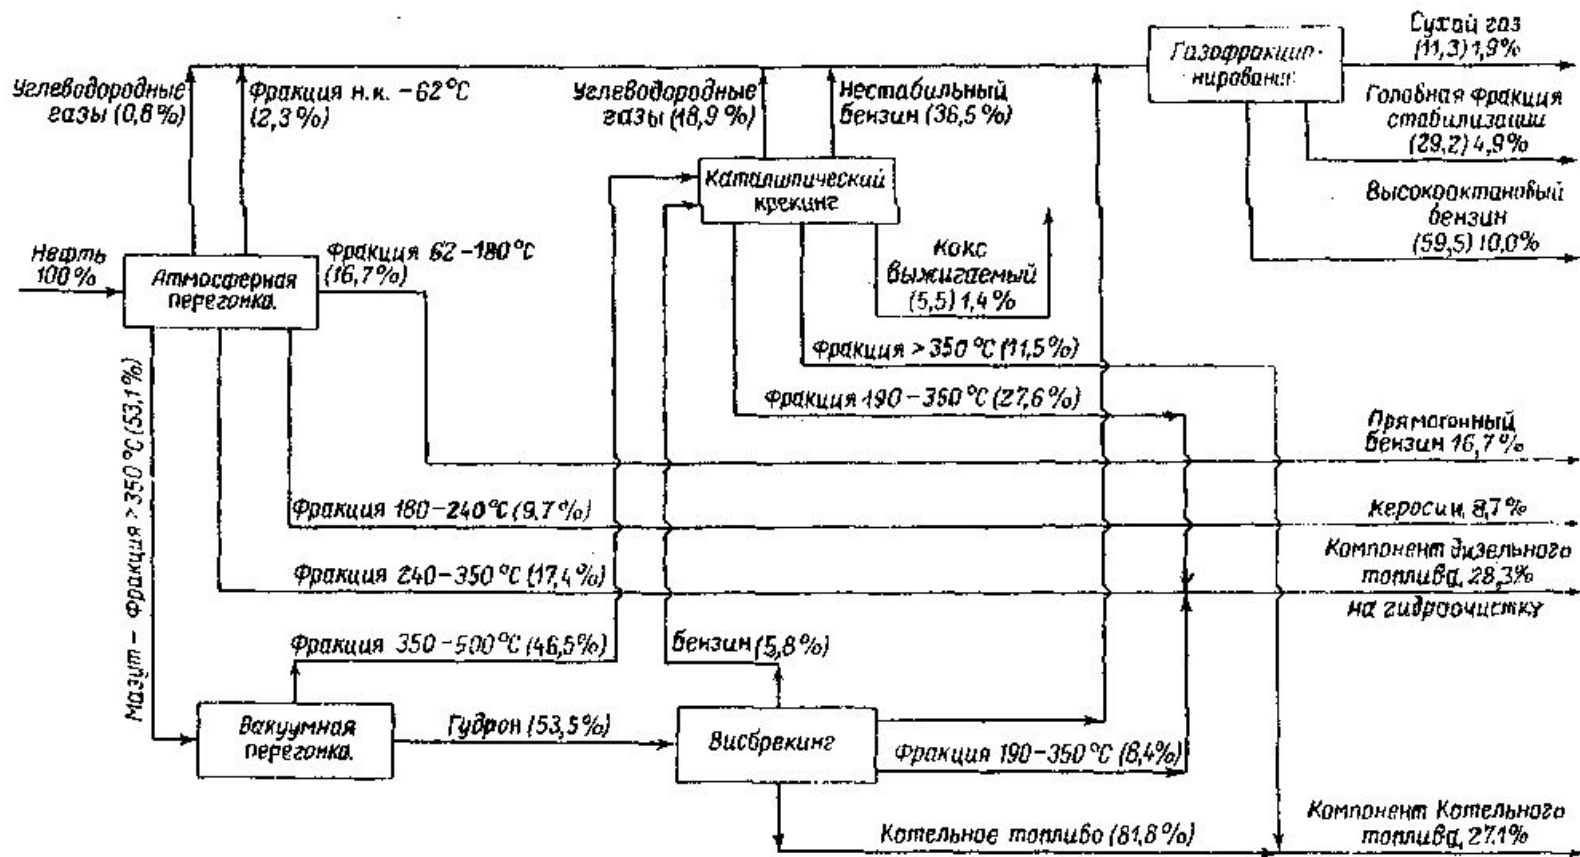 Сухой газ
(11,3) 1,9%
Газофракцио-
нирование
Углеводородные
газы (0,8%)
Фракция н.к. – 62°С
(2,3%)
Углеводородные
газы (18,9%)
Нестабильный
бензин (36,5%)
Головная фракция
стабилизации
(29,2) 4,9%
Каталитический
крекинг
Высокооктановый
бензин
(59,5) 10,0%
Нефть
100%
Атмосферная
перегонка.
Фракция 62–180°С
(16,7%)
Кокс
выжигаемый
(5,5) 1,4%
Фракция > 350°С (11,5%)
Фракция 190–350°С (27,6%)
Мазут – Фракция > 350°С (53,1%)
Прямогонный
бензин 16,7%
Фракция 180–240°С (9,7%)
Керосин, 8,7%
Фракция 240–350°С (17,4%)
Компонент дизельного
топлива, 28,3%
на гидроочистку
Фракция 350–500°С (46,5%)
Бензин (5,8%)
Вакуумная
перегонка.
Гудрон (53,5%)
Висбрекинг
Фракция 190–350°С (8,4%)
Котельное топливо (81,8%)
Компонент Котельного
топлива, 27,1%